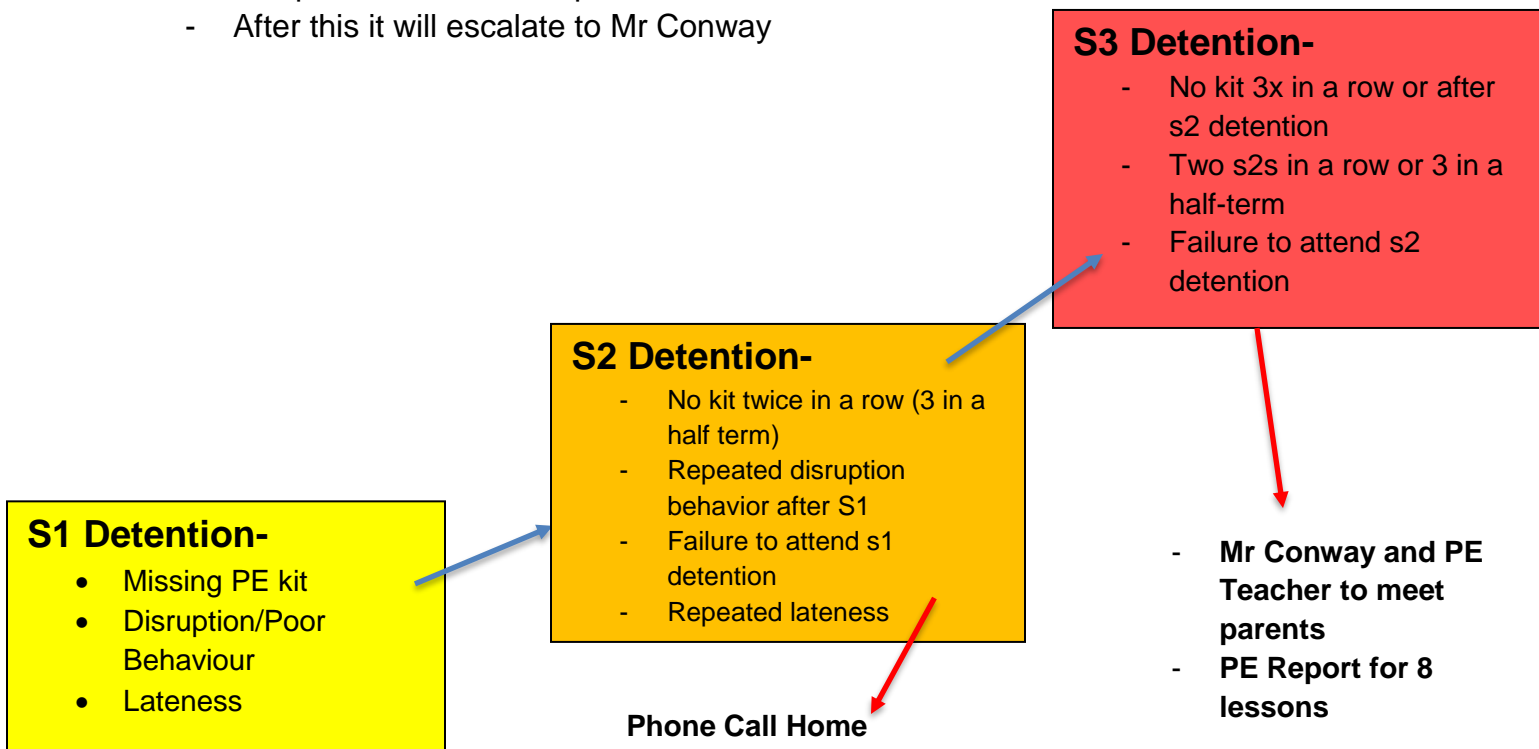 - After this it will escalate to Mr Conway
S3 Detention-
- No kit 3x in a row or after
s2 detention
- Two s2s in a row or 3 in a
half-term
- Failure to attend s2
detention
S2 Detention-
- No kit twice in a row (3 in a
half term)
- Repeated disruption
behavior after S1
- Failure to attend s1
detention
- Repeated lateness
S1 Detention-
• Missing PE kit
• Disruption/Poor
Behaviour
• Lateness
Phone Call Home
- Mr Conway and PE
Teacher to meet
parents
- PE Report for 8
lessons